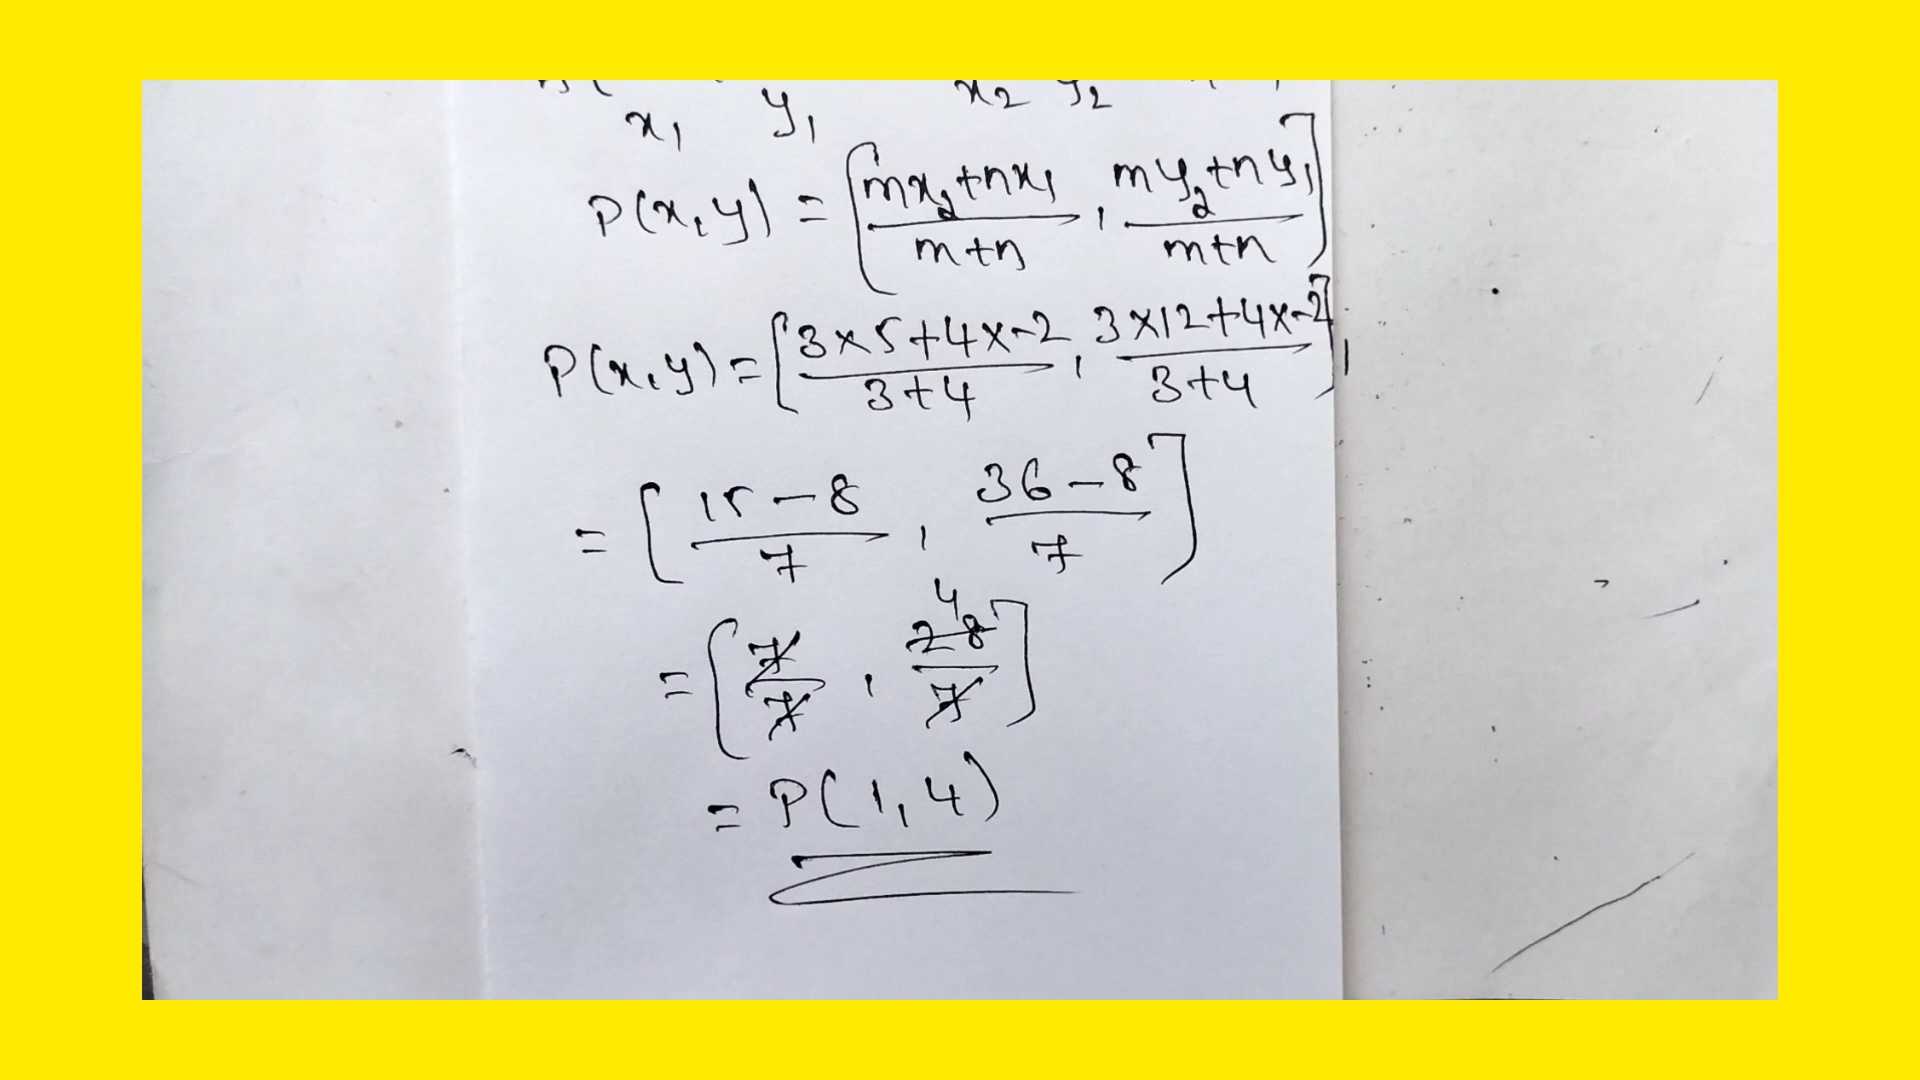 x₁ y₁ x₂ y₂
P(x,y) = [mx₂+nx₁/m+n , my₂+ny₁/m+n]
P(x,y) = [3×5+4×-2/3+4 , 3×12+4×-2/3+4]
= [15-8/7 , 36-8/7]
= [7/7 , 28/7] 4
= P(1,4)